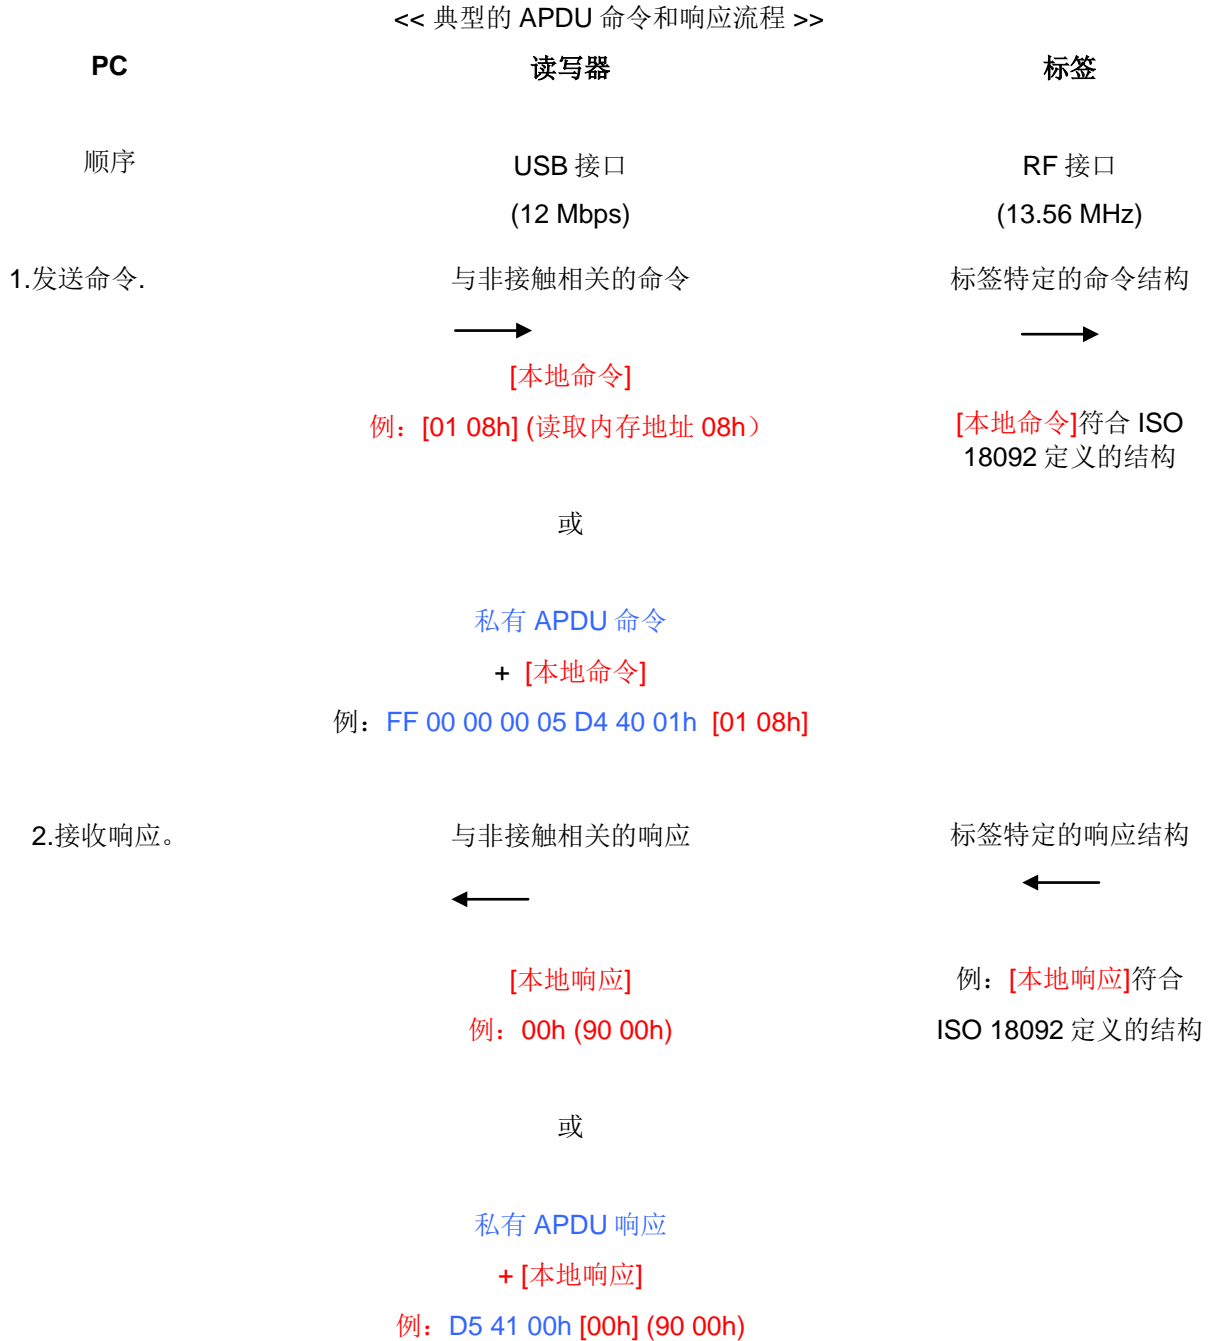 << 典型的 APDU 命令和响应流程 >>
PC 读写器 标签
顺序 USB 接口 RF 接口
(12 Mbps) (13.56 MHz)
1.发送命令. 与非接触相关的命令 标签特定的命令结构
[本地命令]
例：[01 08h] (读取内存地址 08h）
[本地命令]符合 ISO
18092 定义的结构
或
私有 APDU 命令
+ [本地命令]
例：FF 00 00 00 05 D4 40 01h [01 08h]
2.接收响应。 与非接触相关的响应 标签特定的响应结构
[本地响应] 例：[本地响应]符合
例：00h (90 00h) ISO 18092 定义的结构
或
私有 APDU 响应
+ [本地响应]
例：D5 41 00h [00h] (90 00h)